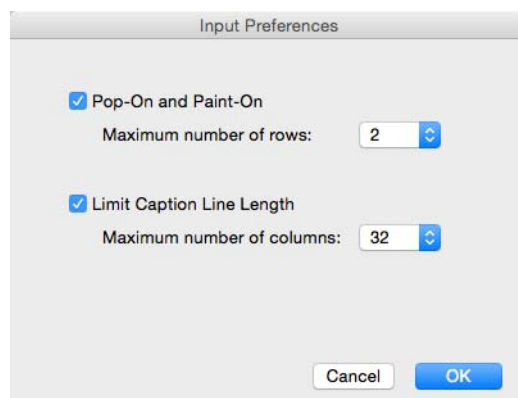 Input Preferences
Pop-On and Paint-On
Maximum number of rows: 2
Limit Caption Line Length
Maximum number of columns: 32
Cancel OK